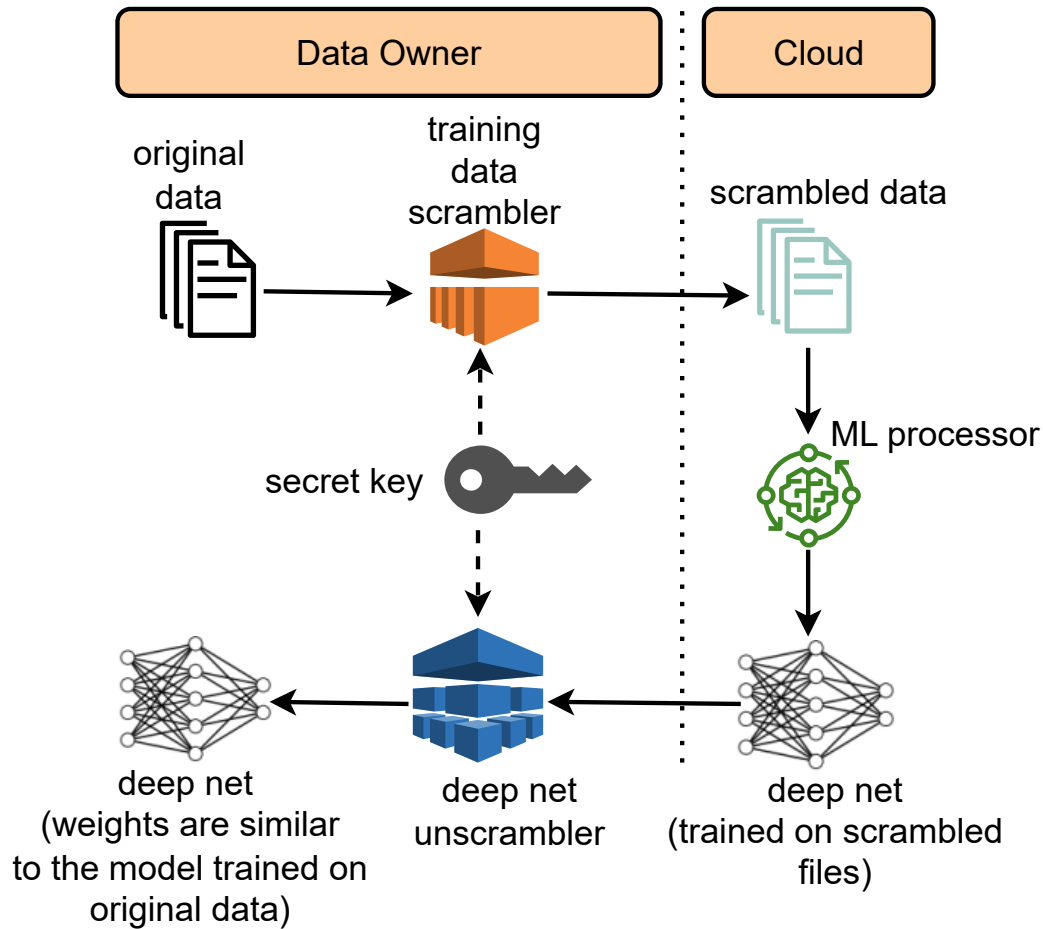 Data Owner
Cloud
original
data
training
data
scrambler
scrambled data
secret key
ML processor
deep net
(weights are similar
to the model trained on
original data)
deep net
unscrambler
deep net
(trained on scrambled
files)